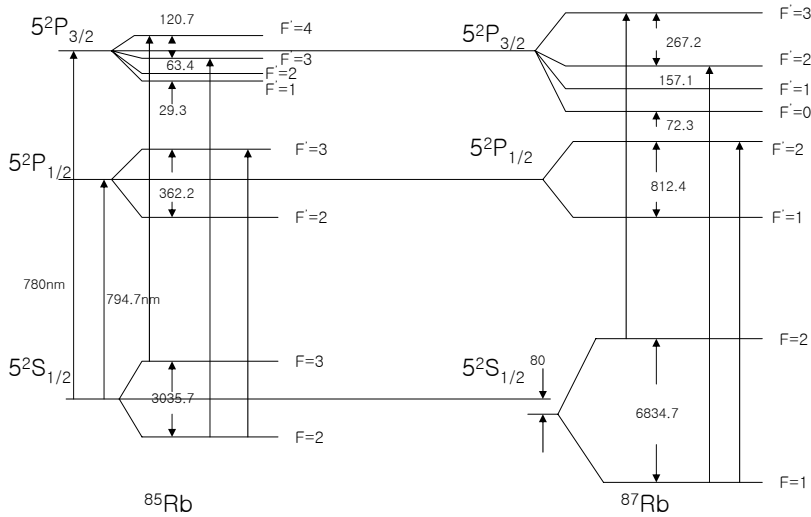 120.7
5²P₃/₂
F'=4
63.4
F'=3
F'=2
F'=1
29.3
5²P₁/₂
F'=3
362.2
F'=2
780nm
794.7nm
5²S₁/₂
F=3
3035.7
F=2
⁸⁵Rb
5²P₃/₂
F'=3
267.2
F'=2
157.1
F'=1
F'=0
72.3
5²P₁/₂
F'=2
812.4
F'=1
80
5²S₁/₂
F=2
6834.7
F=1
⁸⁷Rb